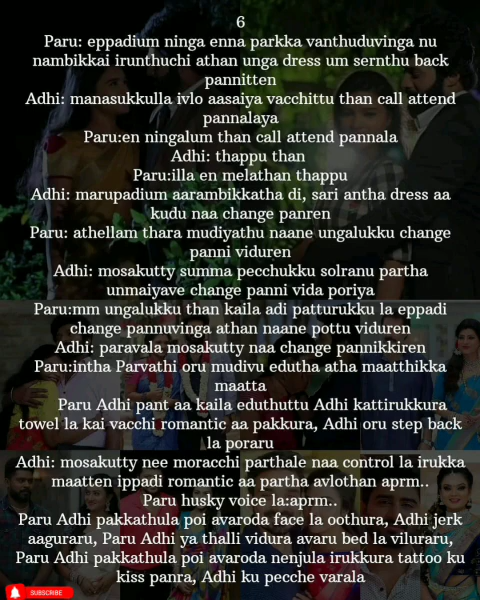 6
Paru: eppadium ninga enna parkka vanthuduvinga nu
nambikkai irunthuchi athan unga dress um sernthu back
pannitten
Adhi: manasukkulla ivlo aasaiya vacchittu than call attend
pannalaya
Paru:en ningalum than call attend pannala
Adhi: thappu than
Paru:illa en melathan thappu
Adhi: marupadium aarambikkatha di, sari antha dress aa
kudu naa change panren
Paru: athellam thara mudiyathu naane ungalukku change
panni viduren
Adhi: mosakutty summa pecchukku solranu partha
unmaiyave change panni vida poriya
Paru:mm ungalukku than kaila adi patturukku la eppadi
change pannuvinga athan naane pottu viduren
Adhi: paravala mosakutty naa change pannikkiren
Paru:intha Parvathi oru mudivu edutha atha maatthikka
maatta
Paru Adhi pant aa kaila eduthuttu Adhi kattirukkura
towel la kai vacchi romantic aa pakkura, Adhi oru step back
la poraru
Adhi: mosakutty nee moracchi parthale naa control la irukka
maatten ippadi romantic aa partha avlothan aprm..
Paru husky voice la:aprm..
Paru Adhi pakkathula poi avaroda face la oothura, Adhi jerk
aaguraru, Paru Adhi ya thalli vidura avaru bed la viluraru,
Paru Adhi pakkathula poi avaroda nenjula irukkura tattoo ku
kiss panra, Adhi ku pecche varala
SUBSCRIBE